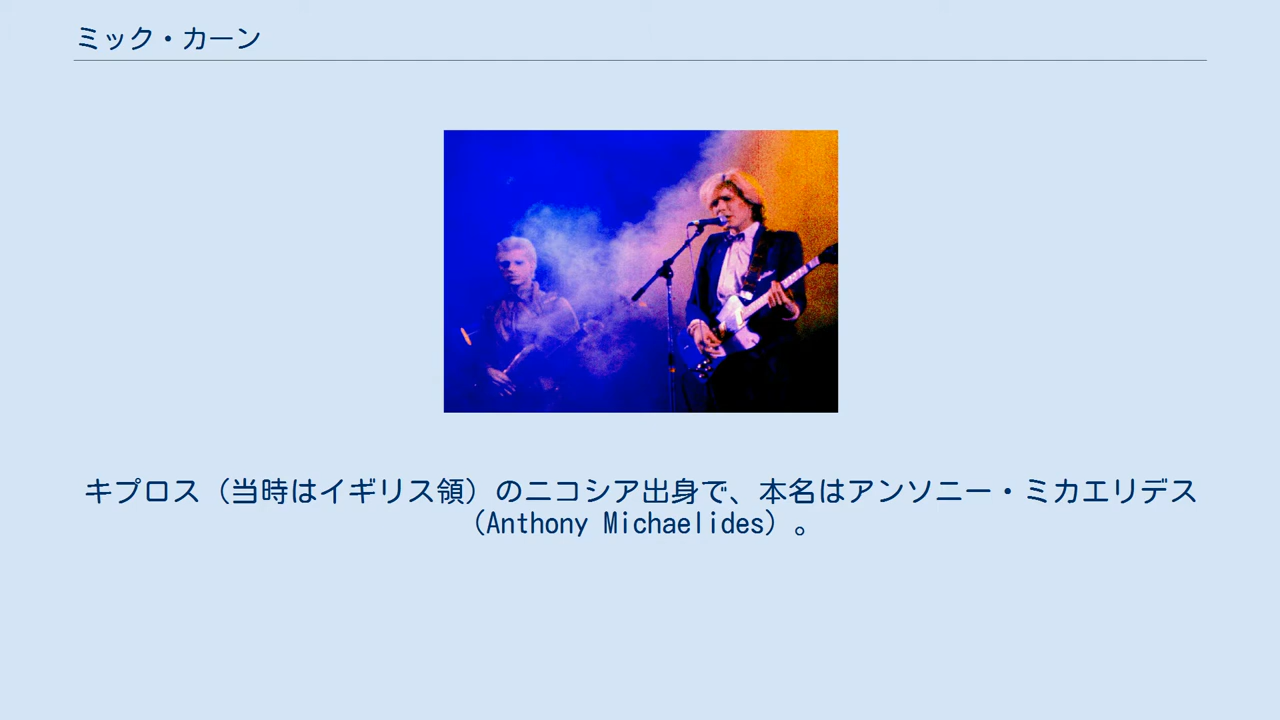 ミック・カーン
キプロス（当時はイギリス領）のニコシア出身で、本名はアンソニー・ミカエリデス
（Anthony Michaelides）。